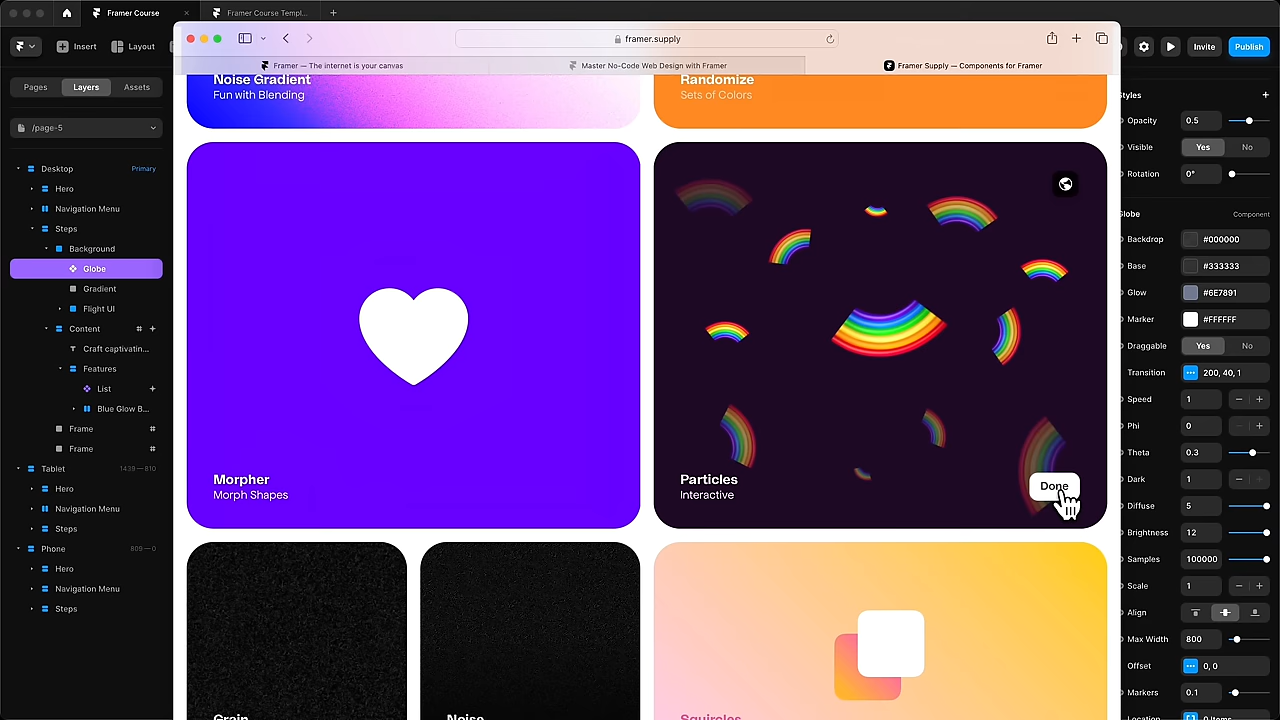 Framer Course
Framer Course Templ...
Insert
Layout
framer.supply
Invite
Publish
Framer — The internet is your canvas
Master No-Code Web Design with Framer
Framer Supply — Components for Framer
Pages
Layers
Assets
/page-5
Desktop
Primary
Hero
Navigation Menu
Steps
Background
Globe
Gradient
Flight UI
Content
Craft captivatin...
Features
List
Blue Glow B...
Frame
Frame
Tablet
1439 — 810
Hero
Navigation Menu
Steps
Phone
809 — 0
Hero
Navigation Menu
Steps
Noise Gradient
Fun with Blending
Randomize
Sets of Colors
Morpher
Morph Shapes
Particles
Interactive
Done
Grain
Noise
Squircles
Styles
Opacity
0.5
Visible
Yes
No
Rotation
0°
Globe
Component
Backdrop
#000000
Base
#333333
Glow
#6E7891
Marker
#FFFFFF
Draggable
Yes
No
Transition
200, 40, 1
Speed
1
Phi
0
Theta
0.3
Dark
1
Diffuse
5
Brightness
12
Samples
100000
Scale
1
Align
Max Width
800
Offset
0, 0
Markers
0.1
Location
0 Items